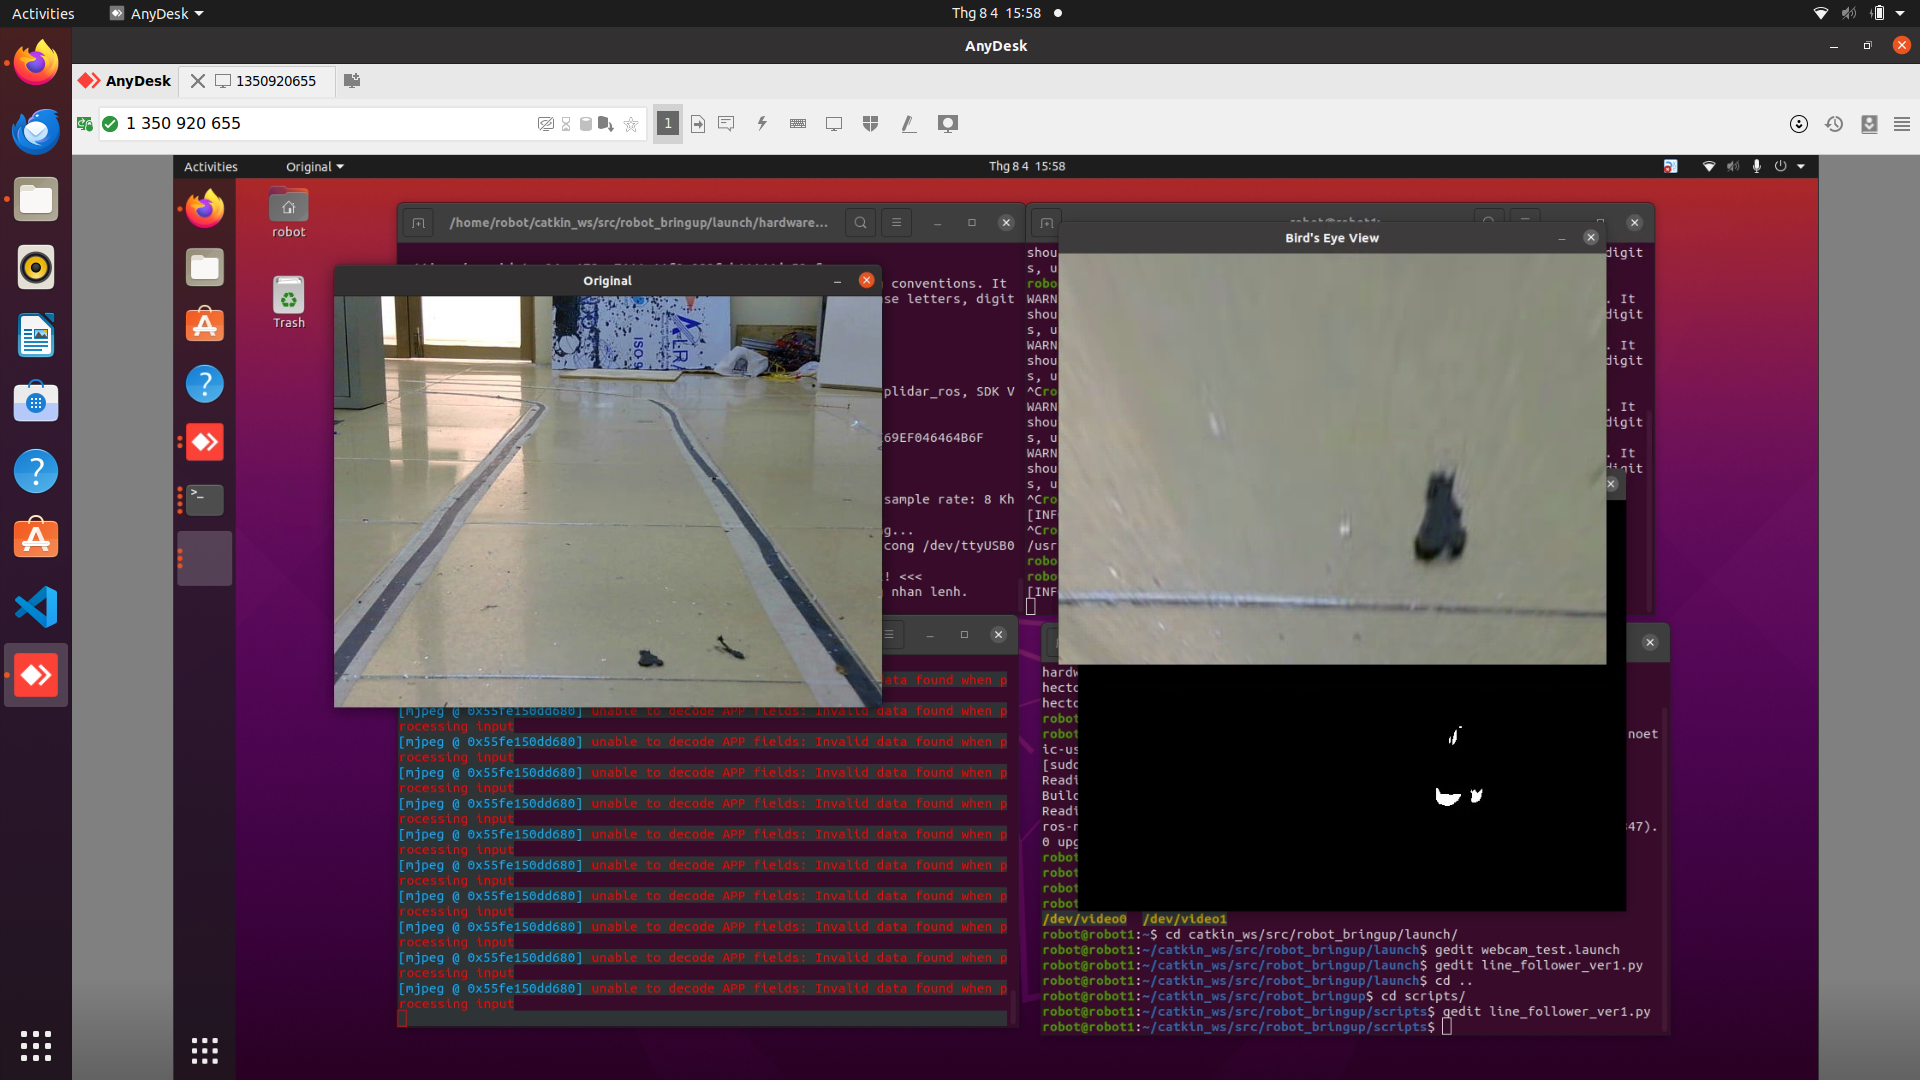 Activities
AnyDesk
Thg 8 4 15:58
AnyDesk
AnyDesk
1350920655
1 350 920 655
1
Activities
Original
Thg 8 4 15:58
robot
Trash
/home/robot/catkin_ws/src/robot_bringup/launch/hardware...
conventions. It
se letters, digit
plidar_ros, SDK V
69EF046464B6F
sample rate: 8 Kh
g...
cong /dev/ttyUSB0
! <<<
nhan lenh.
Original
ISO 9
Bird's Eye View
shou
digit
s, u
robo
WARN
. It
shou
digit
s, u
WARN
. It
shou
digit
s, u
^Cro
WARN
. It
shou
digit
s, u
WARN
. It
shou
digit
s, u
^Cro
[INF
^Cro
/usr
robo
robo
[INF
ata found when p
[mjpeg @ 0x55fe150dd680] unable to decode APP fields: Invalid data found when p
rocessing input
[mjpeg @ 0x55fe150dd680] unable to decode APP fields: Invalid data found when p
rocessing input
[mjpeg @ 0x55fe150dd680] unable to decode APP fields: Invalid data found when p
rocessing input
[mjpeg @ 0x55fe150dd680] unable to decode APP fields: Invalid data found when p
rocessing input
[mjpeg @ 0x55fe150dd680] unable to decode APP fields: Invalid data found when p
rocessing input
[mjpeg @ 0x55fe150dd680] unable to decode APP fields: Invalid data found when p
rocessing input
[mjpeg @ 0x55fe150dd680] unable to decode APP fields: Invalid data found when p
rocessing input
[mjpeg @ 0x55fe150dd680] unable to decode APP fields: Invalid data found when p
rocessing input
[mjpeg @ 0x55fe150dd680] unable to decode APP fields: Invalid data found when p
rocessing input
[mjpeg @ 0x55fe150dd680] unable to decode APP fields: Invalid data found when p
rocessing input
hardw
hecto
hecto
robot
robot
noet
ic-us
[sudo
Readi
Build
Readi
ros-n
47).
0 upg
robot
robot
robot
robot
/dev/video0 /dev/video1
robot@robot1:~$ cd catkin_ws/src/robot_bringup/launch/
robot@robot1:~/catkin_ws/src/robot_bringup/launch$ gedit webcam_test.launch
robot@robot1:~/catkin_ws/src/robot_bringup/launch$ gedit line_follower_ver1.py
robot@robot1:~/catkin_ws/src/robot_bringup/launch$ cd ..
robot@robot1:~/catkin_ws/src/robot_bringup$ cd scripts/
robot@robot1:~/catkin_ws/src/robot_bringup/scripts$ gedit line_follower_ver1.py
robot@robot1:~/catkin_ws/src/robot_bringup/scripts$